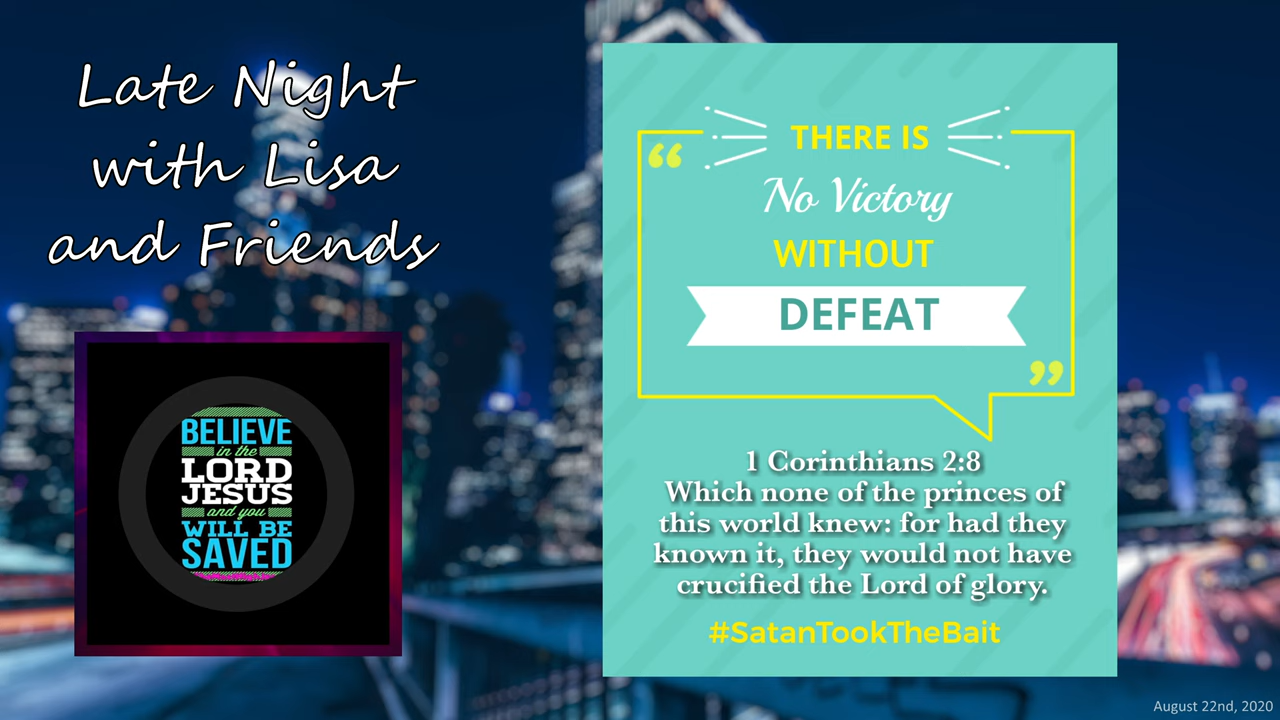 Late Night
with Lisa
and Friends
BELIEVE
in the
LORD
JESUS
and you
WILL BE
SAVED
“
THERE IS
No Victory
WITHOUT
DEFEAT
”
1 Corinthians 2:8
Which none of the princes of
this world knew: for had they
known it, they would not have
crucified the Lord of glory.
#SatanTookTheBait
August 22nd, 2020